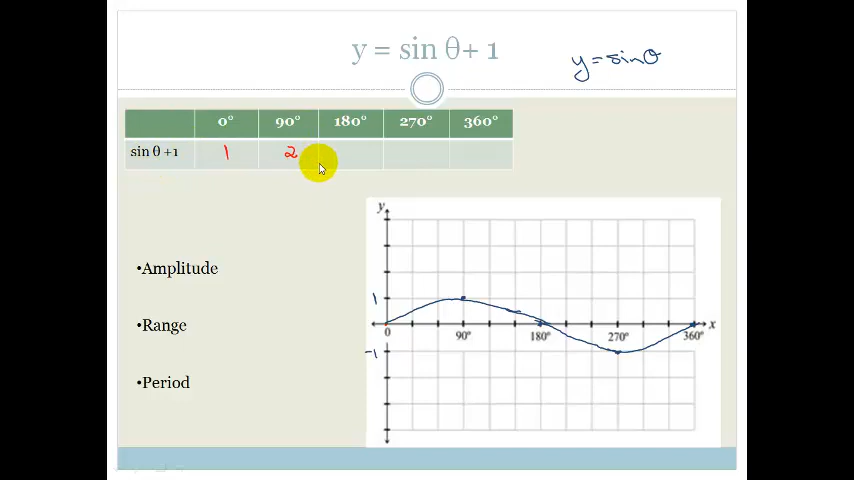 y = sin θ+ 1
y = sinθ
0° 90° 180° 270° 360°
sin θ +1 1 2
•Amplitude
•Range
•Period
y
1
0 90° 180° 270° 360° x
-1